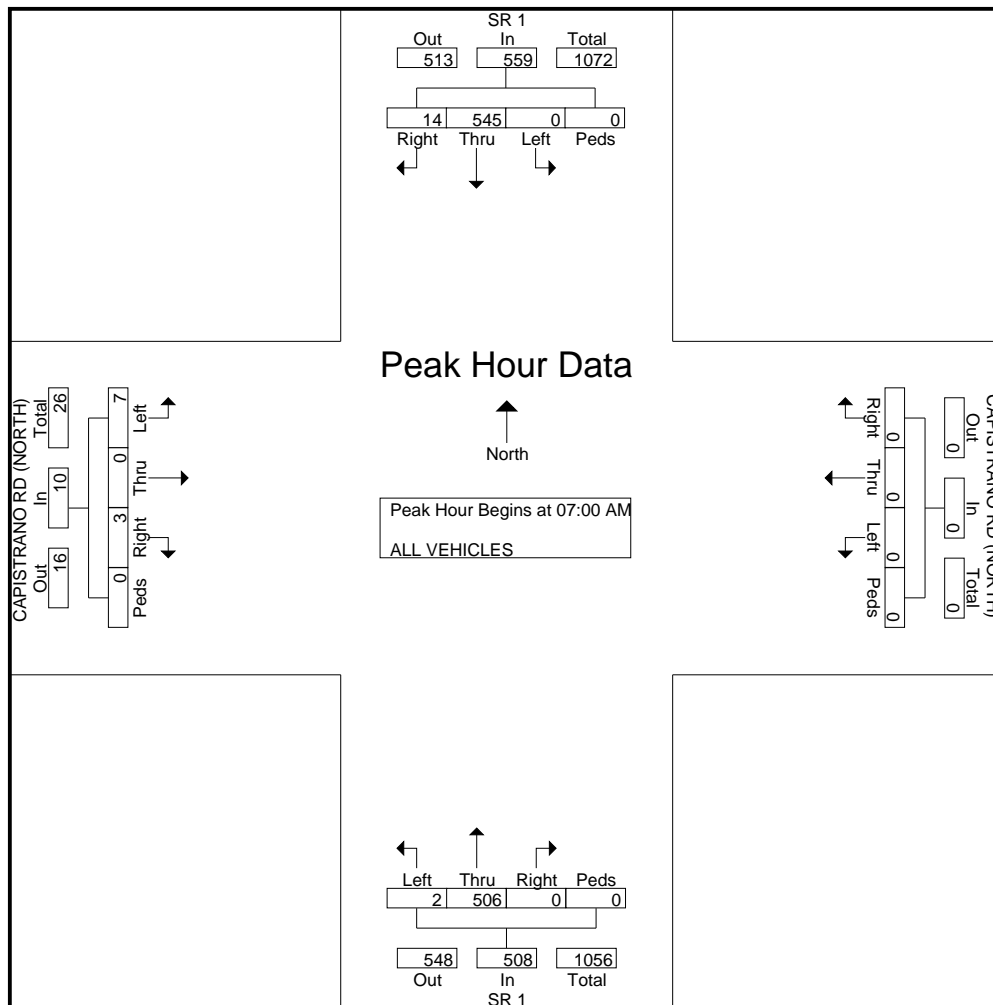 SR 1
Out In Total
513 559 1072
14 545 0 0
Right Thru Left Peds
Peak Hour Data
North
Peak Hour Begins at 07:00 AM
ALL VEHICLES
CAPISTRANO RD (NORTH)
Out In Total
16 10 26
7 0 3 0
Left Thru Right Peds
CAPISTRANO RD (NORTH)
Out In Total
0 0 0
0 0 0 0
Right Thru Left Peds
Left Thru Right Peds
2 506 0 0
548 508 1056
Out In Total
SR 1